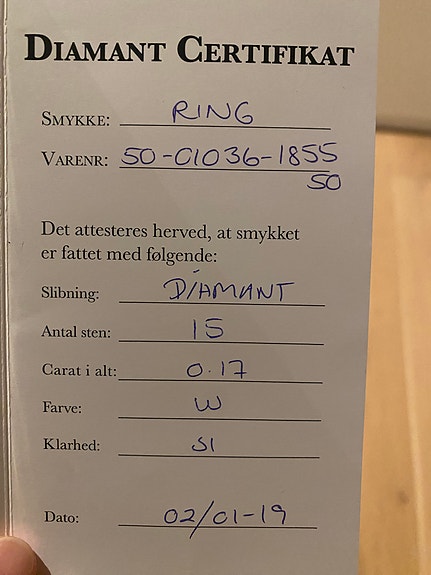 DIAMANT CERTIFIKAT
SMYKKE: RING
VARENR: 50-01036-1855
50
Det attesteres herved, at smykket
er fattet med følgende:
Slibning: DIAMANT
Antal sten: 15
Carat i alt: 0.17
Farve: W
Klarhed: SI
Dato: 02/01-19